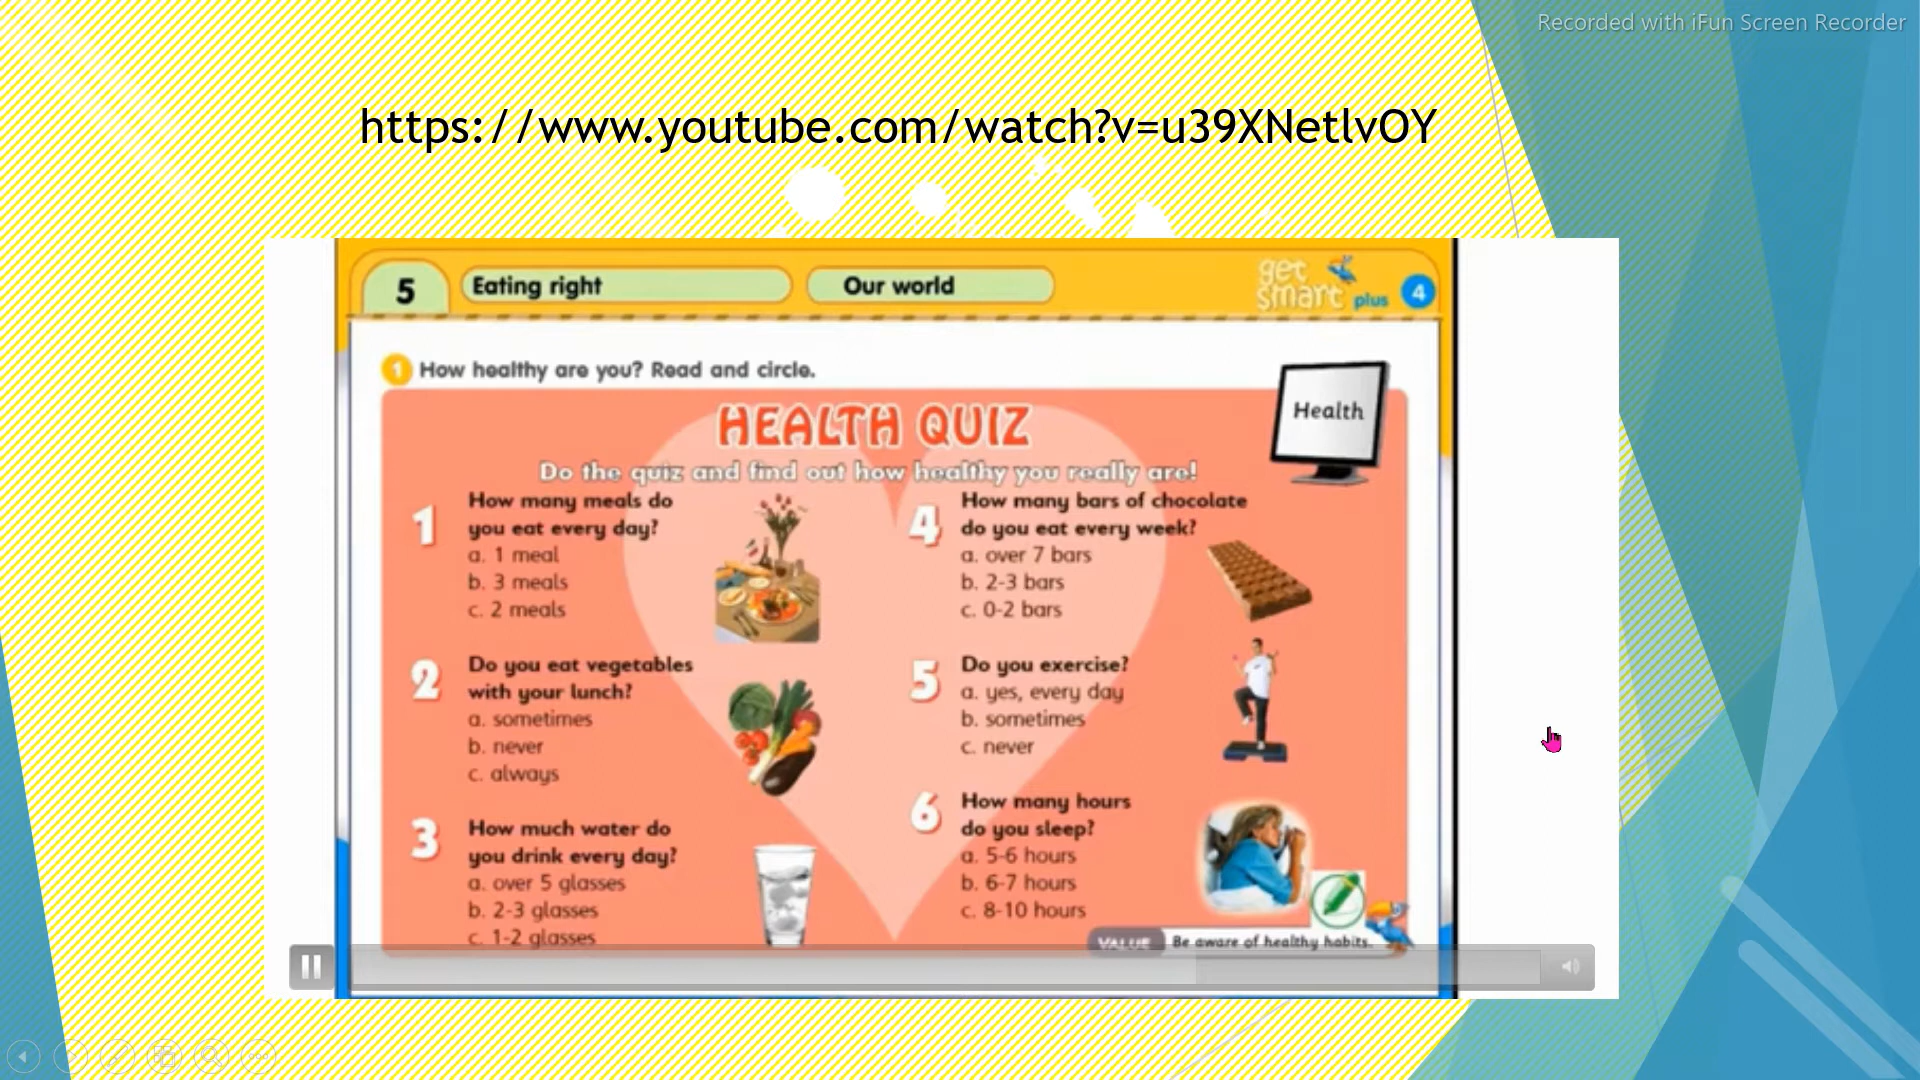 Recorded with iFun Screen Recorder
https://www.youtube.com/watch?v=u39XNetlvOY
5 Eating right Our world get smart plus 4
1 How healthy are you? Read and circle.
Health
HEALTH QUIZ
Do the quiz and find out how healthy you really are!
1 How many meals do
you eat every day?
a. 1 meal
b. 3 meals
c. 2 meals
2 Do you eat vegetables
with your lunch?
a. sometimes
b. never
c. always
3 How much water do
you drink every day?
a. over 5 glasses
b. 2-3 glasses
c. 1-2 glasses
4 How many bars of chocolate
do you eat every week?
a. over 7 bars
b. 2-3 bars
c. 0-2 bars
5 Do you exercise?
a. yes, every day
b. sometimes
c. never
6 How many hours
do you sleep?
a. 5-6 hours
b. 6-7 hours
c. 8-10 hours
VALUE Be aware of healthy habits.